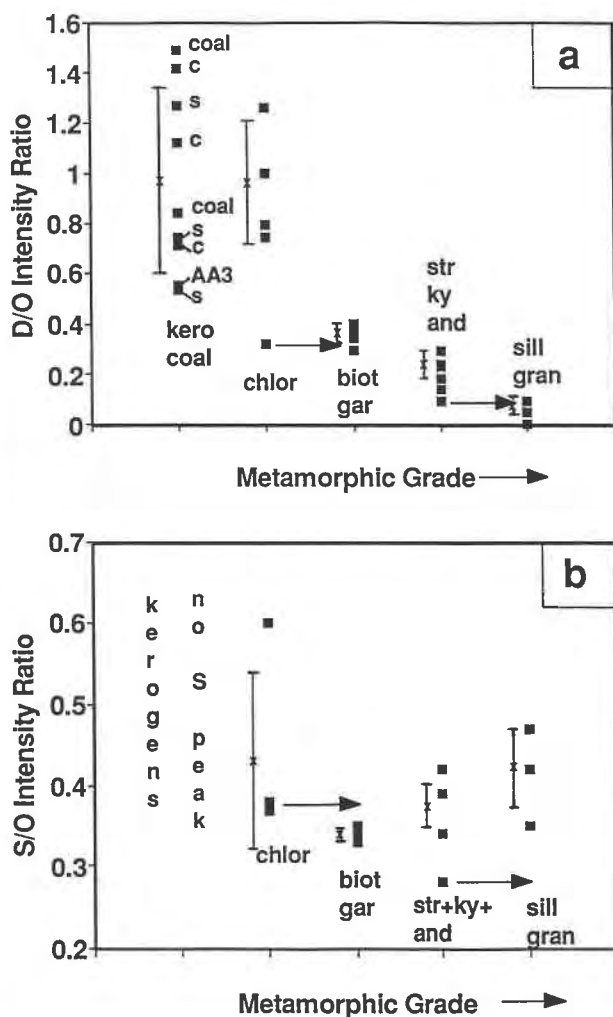 1.6
1.4
1.2
1
0.8
0.6
0.4
0.2
0
D/O Intensity Ratio
a
coal
c
s
c
coal
s
c
AA3
s
kero
coal
chlor
biot
gar
str
ky
and
sill
gran
Metamorphic Grade
0.7
0.6
0.5
0.4
0.3
0.2
S/O Intensity Ratio
b
kerogens
no S peak
chlor
biot
gar
str+ky+
and
sill
gran
Metamorphic Grade